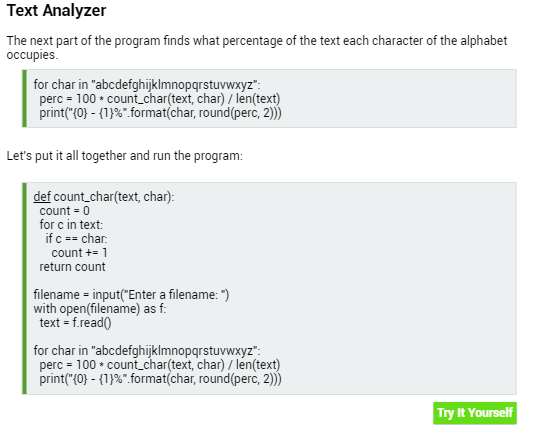 Text Analyzer
The next part of the program finds what percentage of the text each character of the alphabet
occupies.
for char in "abcdefghijklmnopqrstuvwxyz":
  perc = 100 * count_char(text, char) / len(text)
  print("{0} - {1}%".format(char, round(perc, 2)))
Let's put it all together and run the program:
def count_char(text, char):
  count = 0
  for c in text:
    if c == char:
      count += 1
  return count
filename = input("Enter a filename: ")
with open(filename) as f:
  text = f.read()
for char in "abcdefghijklmnopqrstuvwxyz":
  perc = 100 * count_char(text, char) / len(text)
  print("{0} - {1}%".format(char, round(perc, 2)))
Try It Yourself